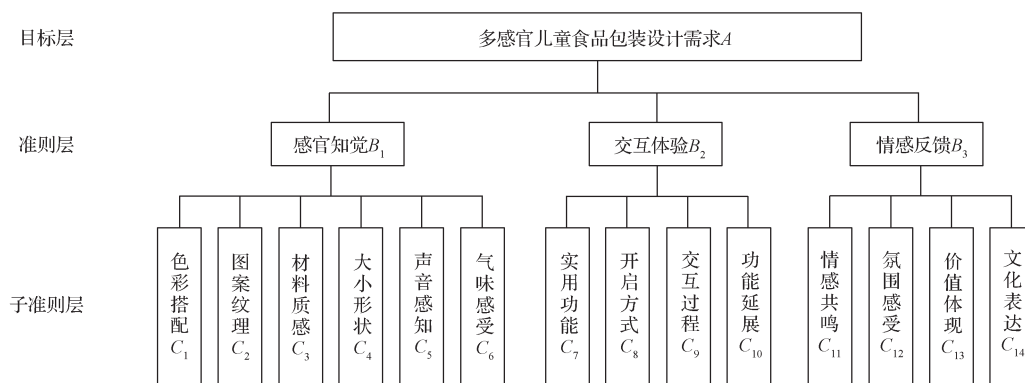 目标层
多感官儿童食品包装设计需求A
准则层
感官知觉B₁
交互体验B₂
情感反馈B₃
子准则层
色彩搭配C₁
图案纹理C₂
材料质感C₃
大小形状C₄
声音感知C₅
气味感受C₆
实用功能C₇
开启方式C₈
交互过程C₉
功能延展C₁₀
情感共鸣C₁₁
氛围感受C₁₂
价值体现C₁₃
文化表达C₁₄